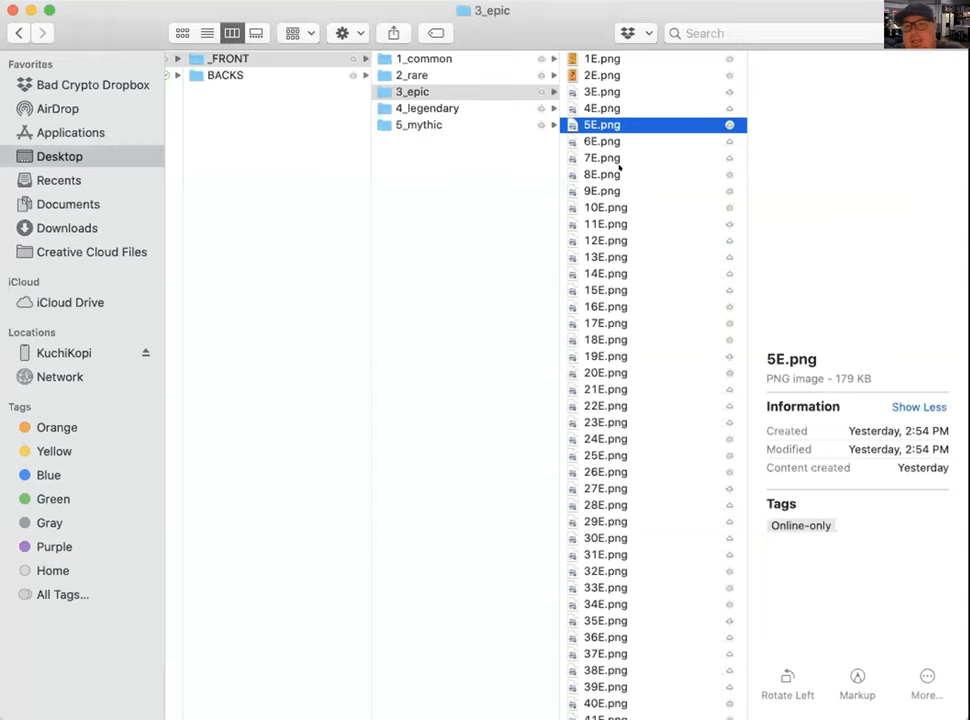 3_epic
Search
Favorites
Bad Crypto Dropbox
AirDrop
Applications
Desktop
Recents
Documents
Downloads
Creative Cloud Files
iCloud
iCloud Drive
Locations
KuchiKopi
Network
Tags
Orange
Yellow
Blue
Green
Gray
Purple
Home
All Tags...
_FRONT
BACKS
1_common
2_rare
3_epic
4_legendary
5_mythic
1E.png
2E.png
3E.png
4E.png
5E.png
6E.png
7E.png
8E.png
9E.png
10E.png
11E.png
12E.png
13E.png
14E.png
15E.png
16E.png
17E.png
18E.png
19E.png
20E.png
21E.png
22E.png
23E.png
24E.png
25E.png
26E.png
27E.png
28E.png
29E.png
30E.png
31E.png
32E.png
33E.png
34E.png
35E.png
36E.png
37E.png
38E.png
39E.png
40E.png
41E.png
5E.png
PNG image - 179 KB
Information Show Less
Created Yesterday, 2:54 PM
Modified Yesterday, 2:54 PM
Content created Yesterday
Tags
Online-only
Rotate Left Markup More...